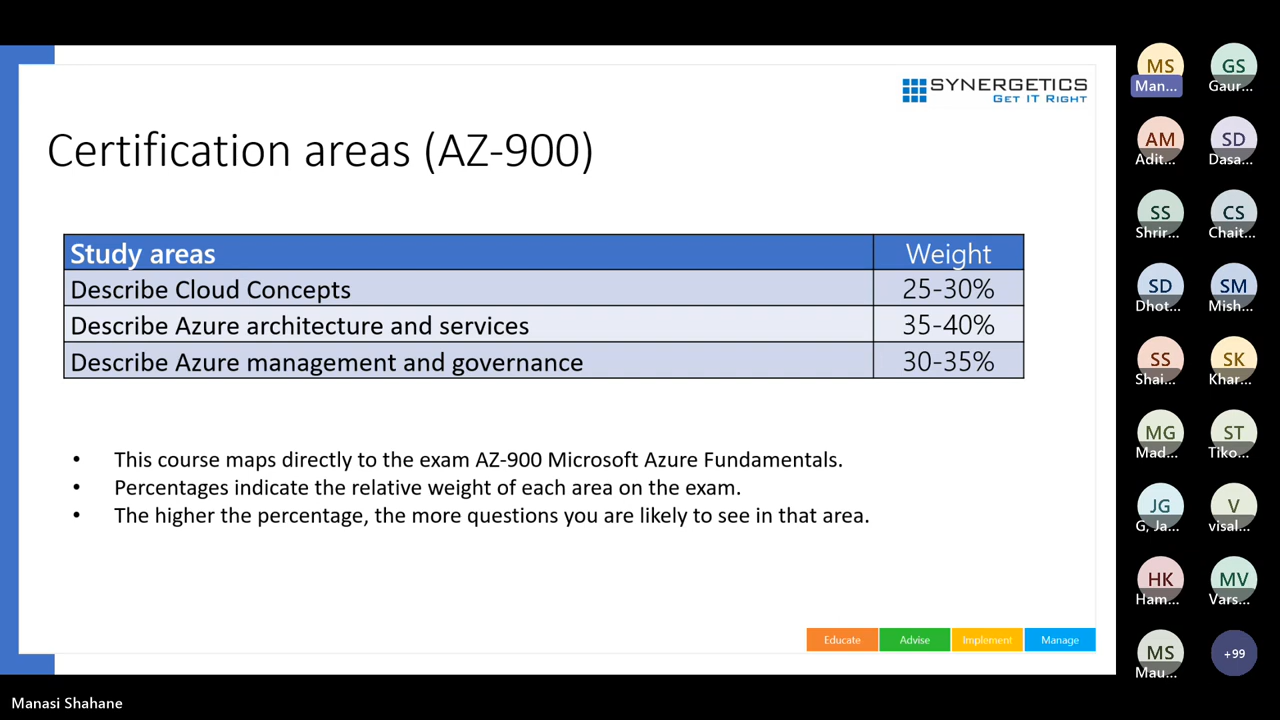 SYNERGETICS
GET IT RIGHT
Certification areas (AZ-900)
Study areas Weight
Describe Cloud Concepts 25-30%
Describe Azure architecture and services 35-40%
Describe Azure management and governance 30-35%
• This course maps directly to the exam AZ-900 Microsoft Azure Fundamentals.
• Percentages indicate the relative weight of each area on the exam.
• The higher the percentage, the more questions you are likely to see in that area.
Educate Advise Implement Manage
MS GS
Man... Gaur...
AM SD
Adit... Dasa...
SS CS
Shrir... Chait...
SD SM
Dhot... Mish...
SS SK
Shai... Khar...
MG ST
Mad... Tiko...
JG V
G, Ja... visal...
HK MV
Ham... Vars...
MS +99
Mau...
Manasi Shahane